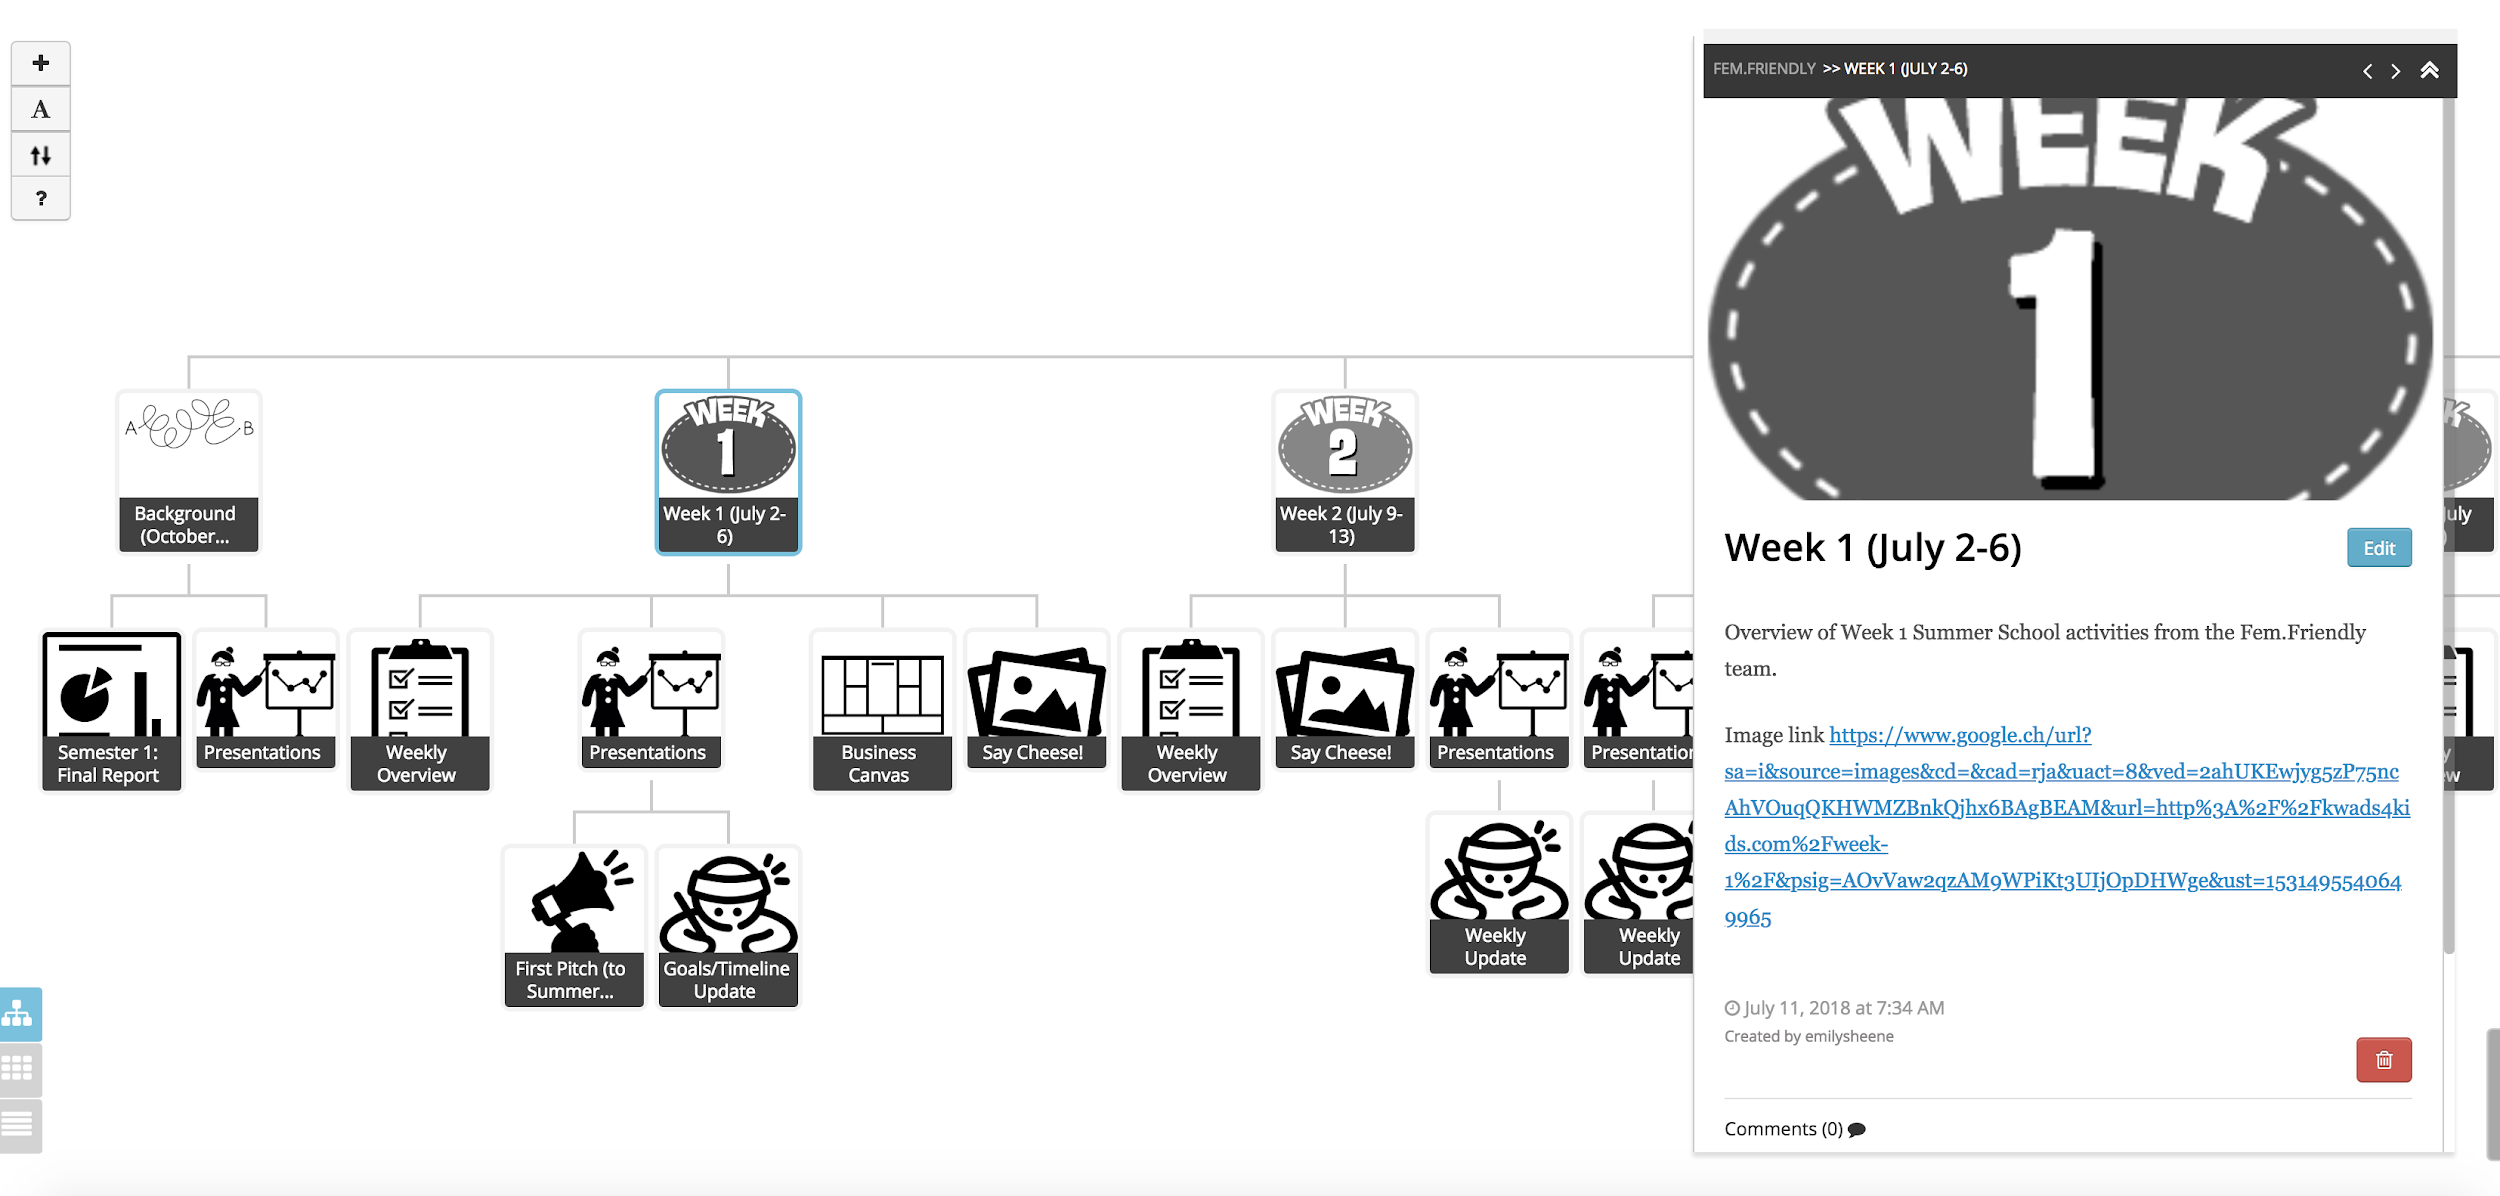 A
?
FEM.FRIENDLY >> WEEK 1 (JULY 2-6)
WEEK
1
A B
Background
(October...
WEEK
1
Week 1 (July 2-
6)
WEEK
2
Week 2 (July 9-
13)
uly
)
Semester 1:
Final Report
Presentations
Weekly
Overview
Presentations
Business
Canvas
Say Cheese!
Weekly
Overview
Say Cheese!
Presentations
Presentation
y
ew
First Pitch (to
Summer...
Goals/Timeline
Update
Weekly
Update
Weekly
Update
Week 1 (July 2-6)
Edit
Overview of Week 1 Summer School activities from the Fem.Friendly
team.
Image link https://www.google.ch/url?
sa=i&source=images&cd=&cad=rja&uact=8&ved=2ahUKEwjyg5zP75nc
AhVOuqQKHWMZBnkQjhx6BAgBEAM&url=http%3A%2F%2Fkwads4ki
ds.com%2Fweek-
1%2F&psig=AOvVaw2qzAM9WPiKt3UIjOpDHWge&ust=153149554064
9965
July 11, 2018 at 7:34 AM
Created by emilysheene
Comments (0)